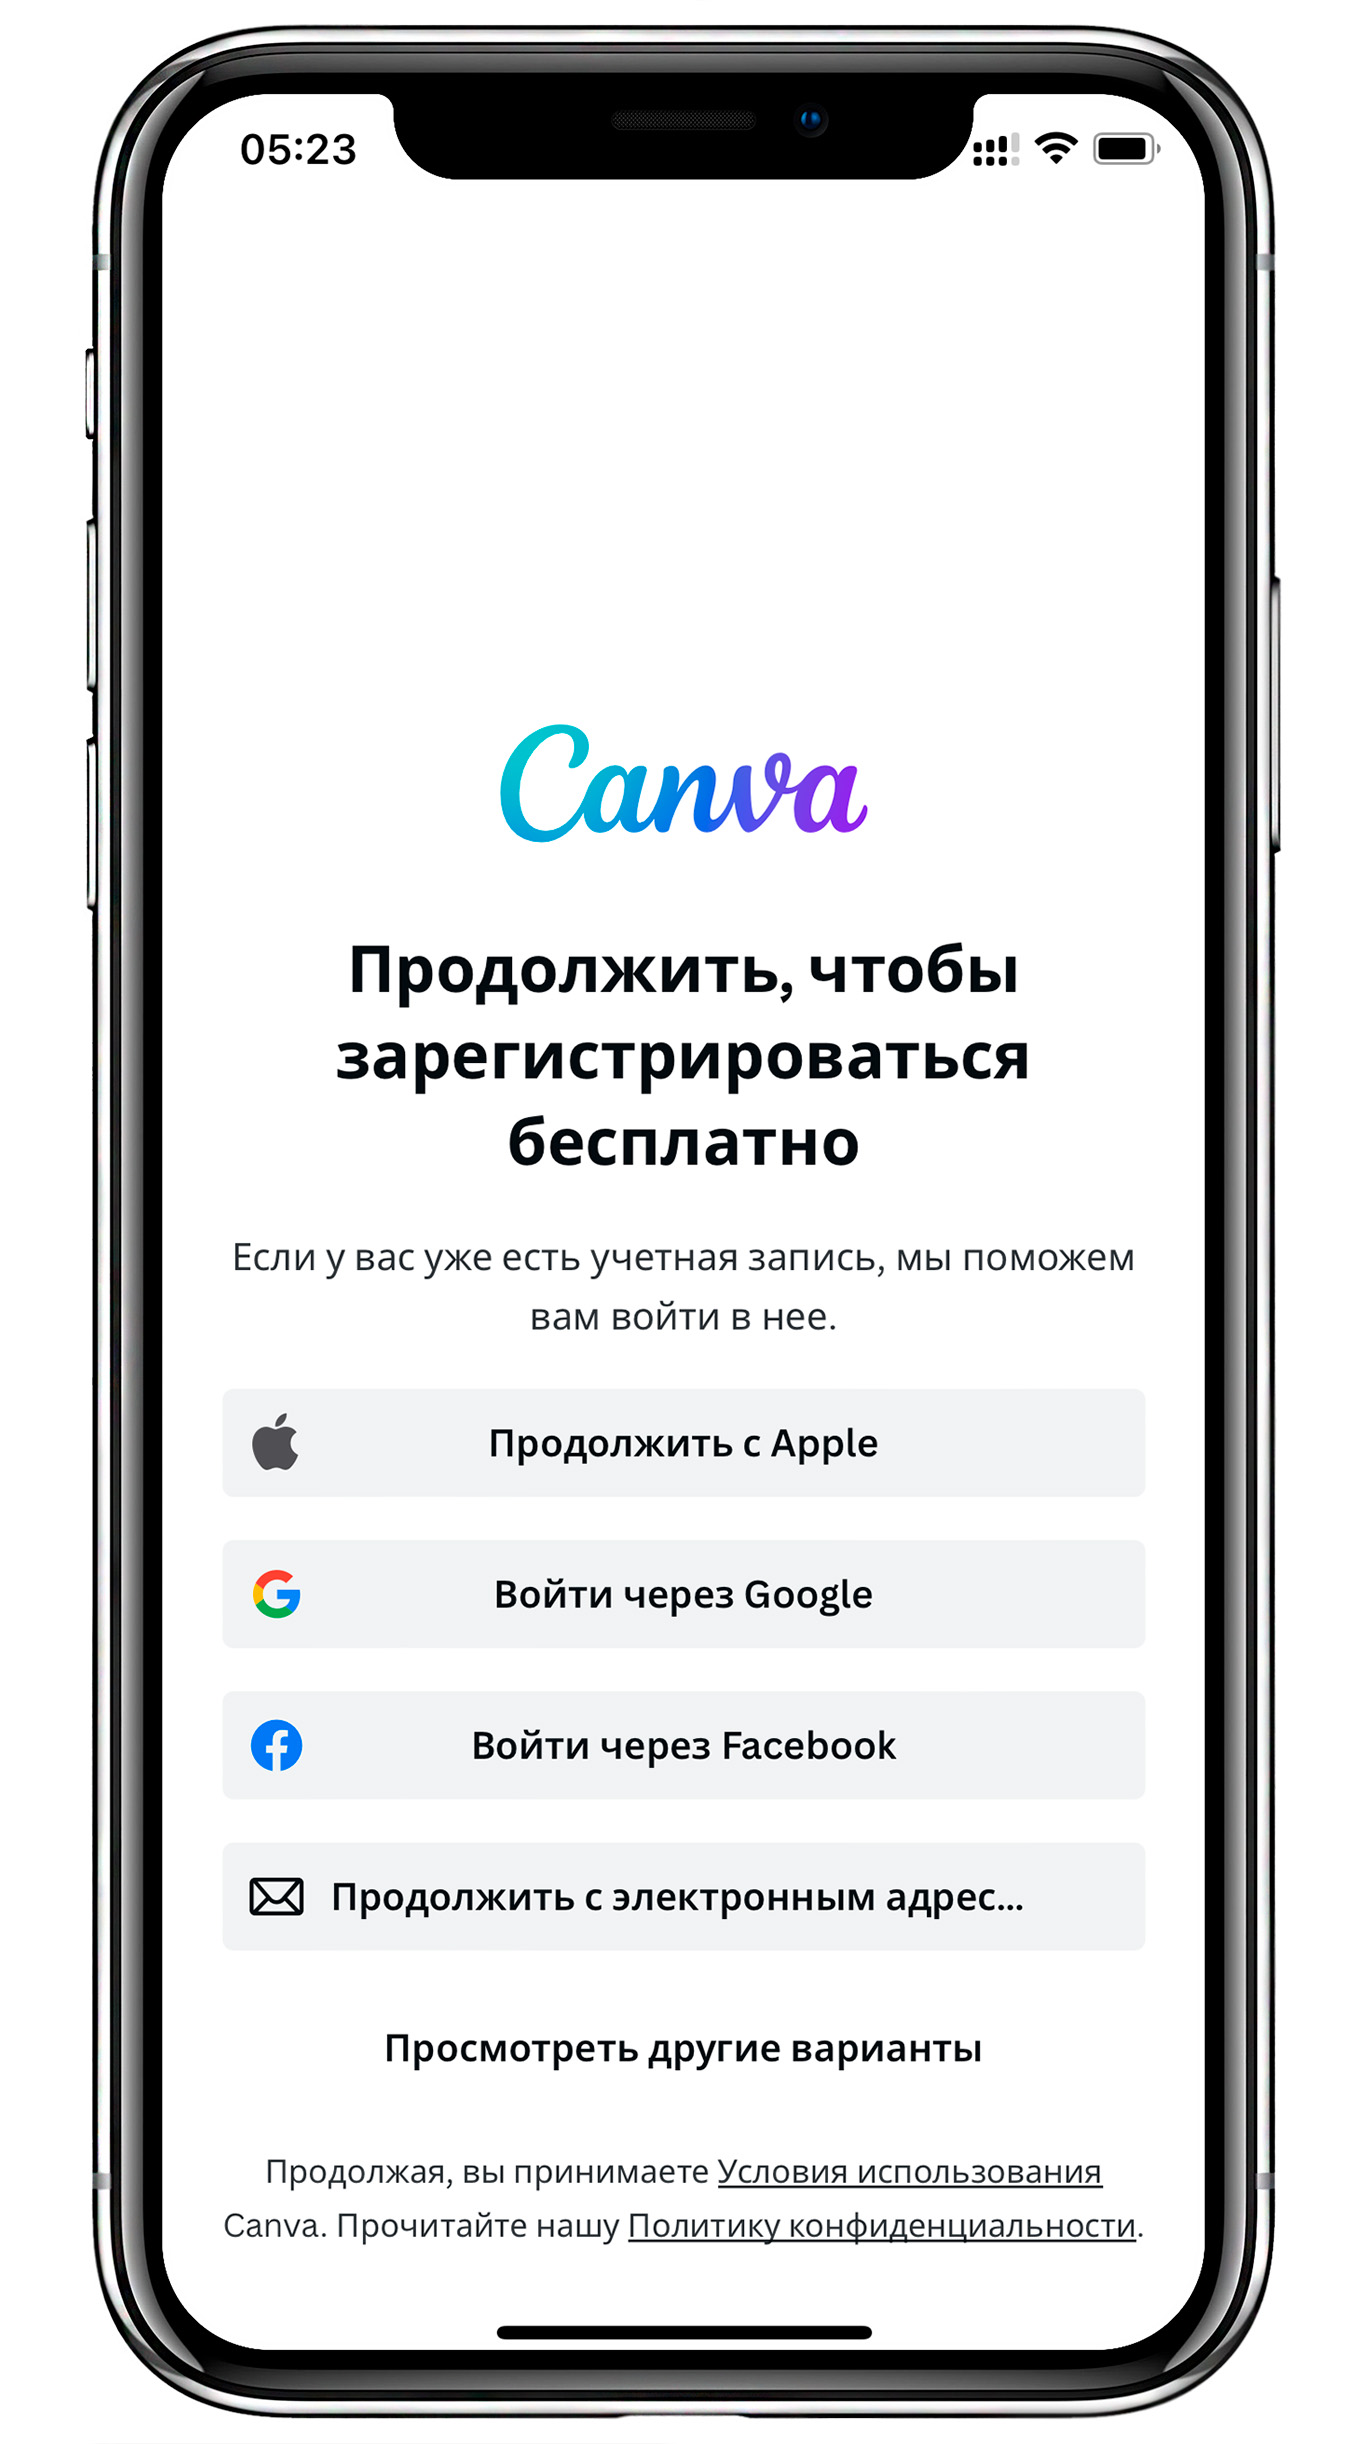 05:23
Canva
Продолжить, чтобы
зарегистрироваться
бесплатно
Если у вас уже есть учетная запись, мы поможем
вам войти в нее.
Продолжить с Apple
Войти через Google
Войти через Facebook
Продолжить с электронным адрес...
Просмотреть другие варианты
Продолжая, вы принимаете Условия использования
Canva. Прочитайте нашу Политику конфиденциальности.